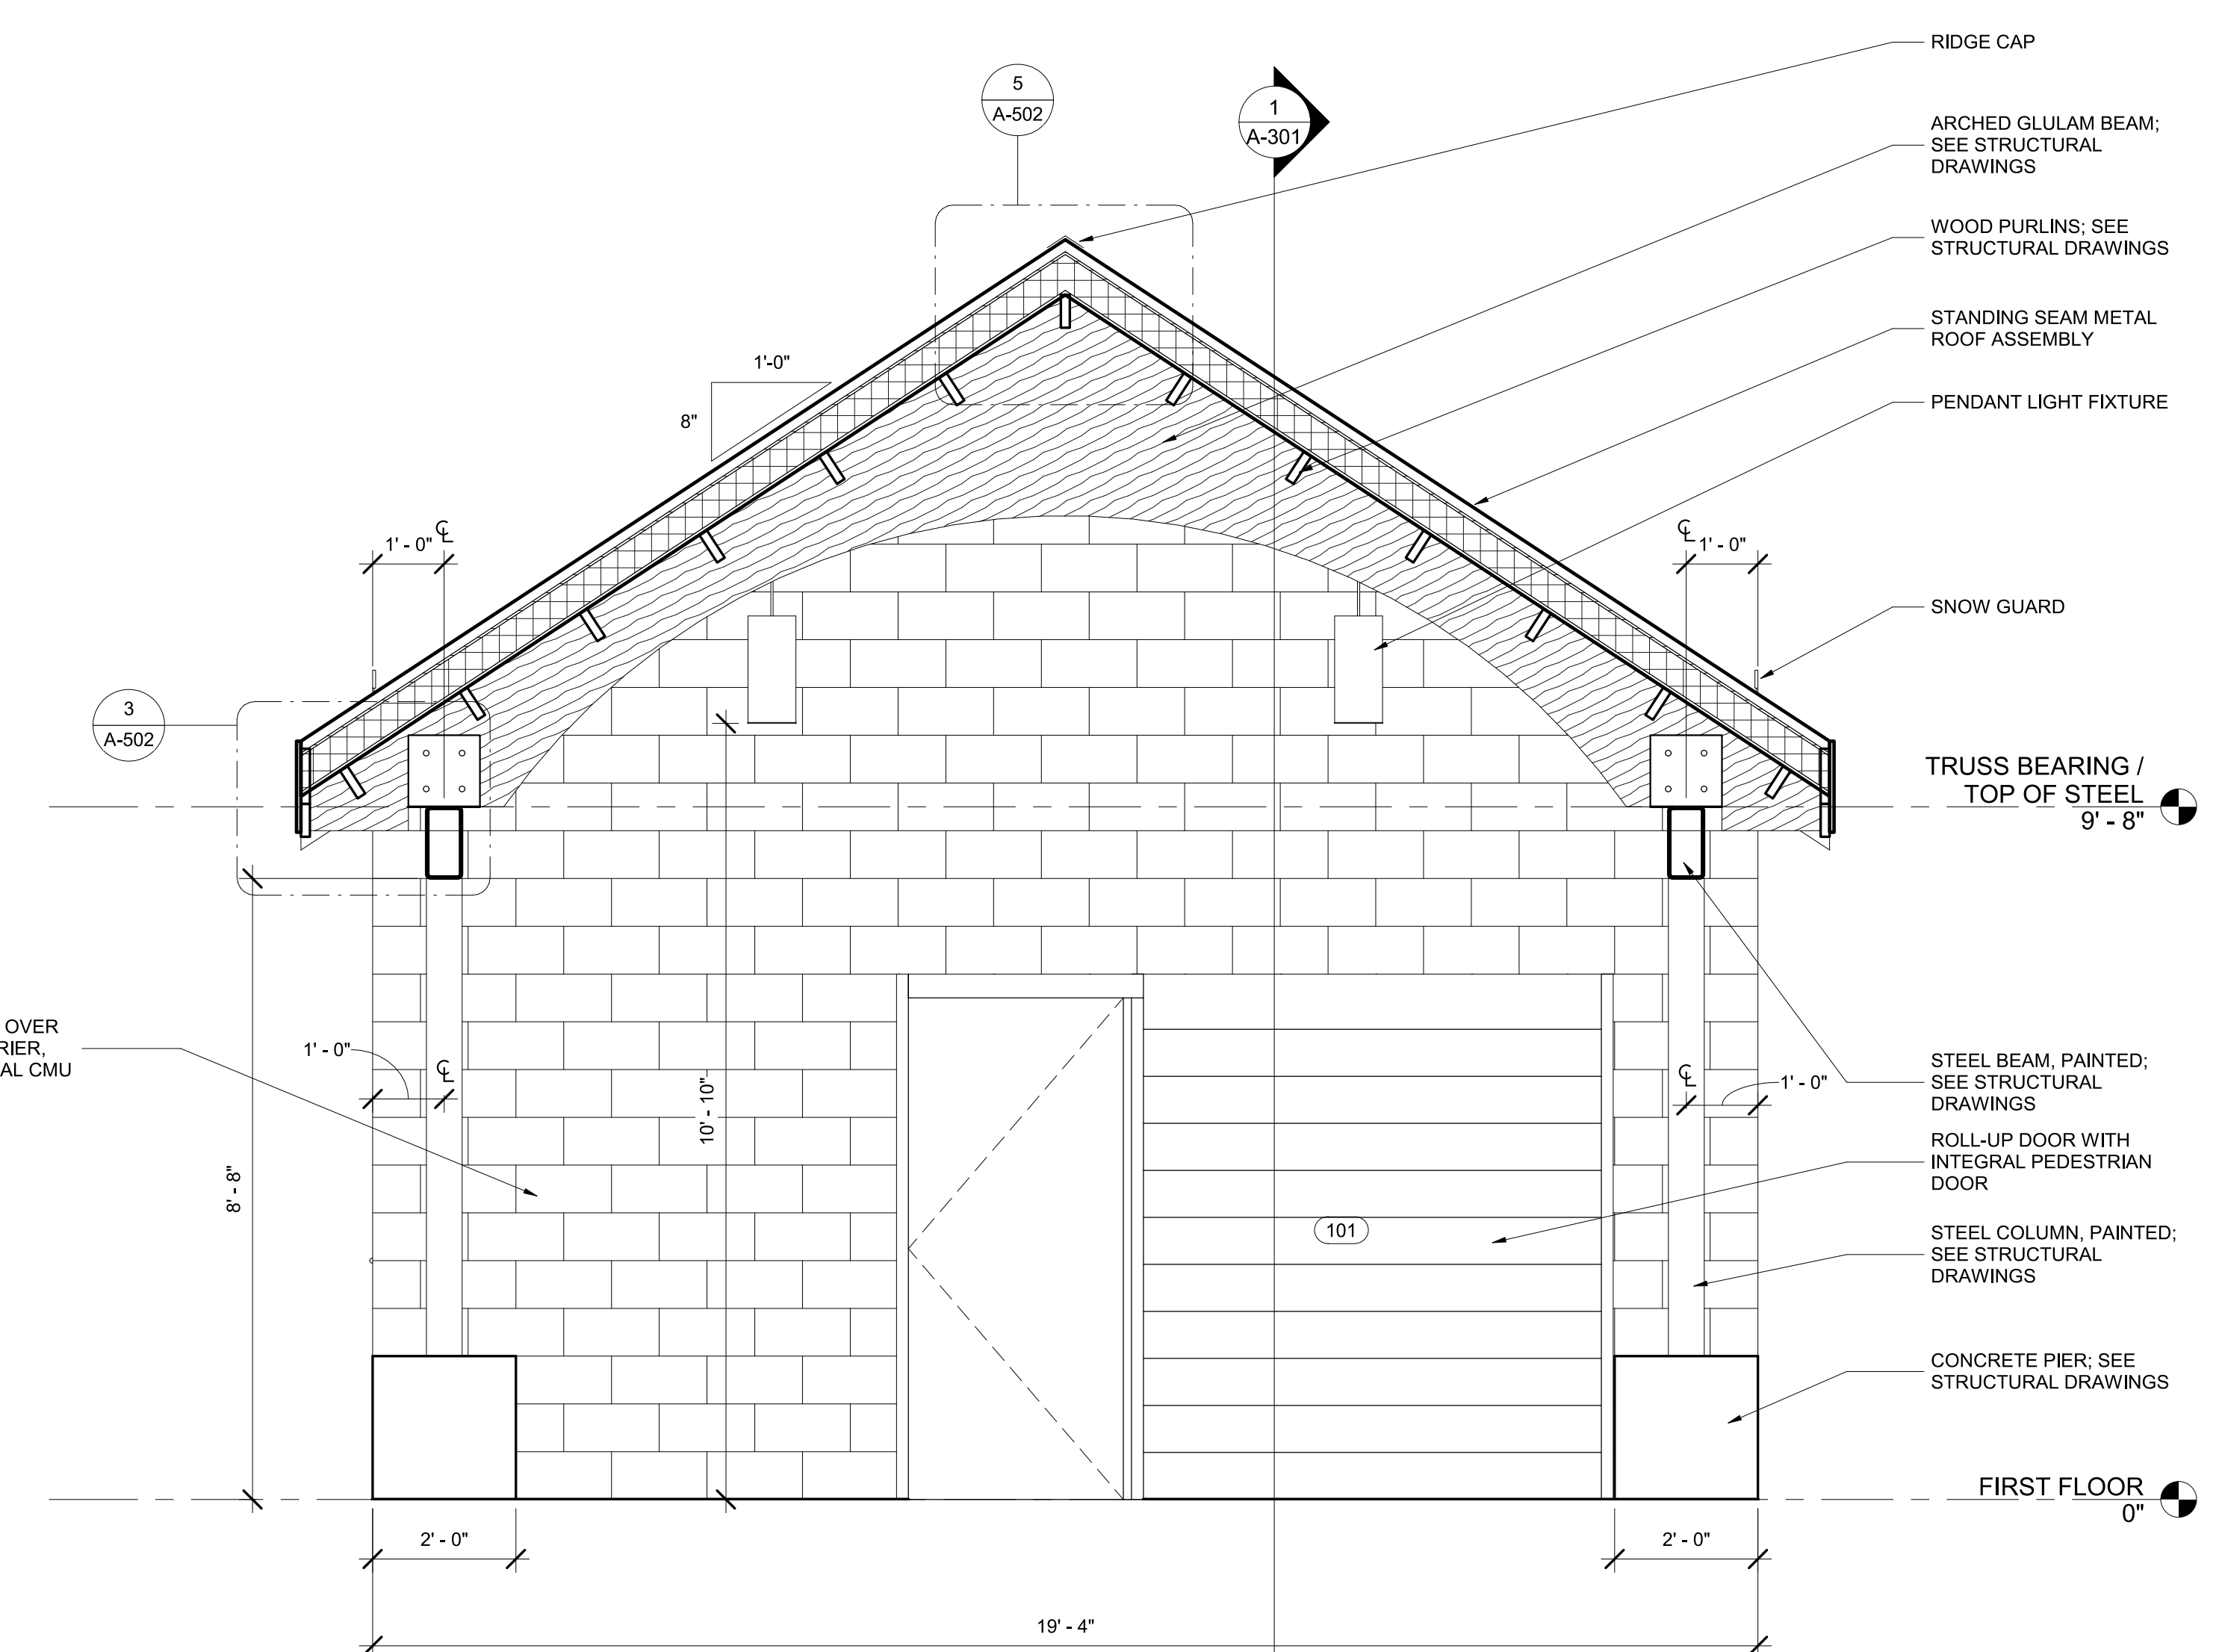 RIDGE CAP
5
A-502
1
A-301
ARCHED GLULAM BEAM;
SEE STRUCTURAL
DRAWINGS
WOOD PURLINS; SEE
STRUCTURAL DRAWINGS
STANDING SEAM METAL
ROOF ASSEMBLY
1'-0"
8"
PENDANT LIGHT FIXTURE
1' - 0"
℄
℄
1' - 0"
SNOW GUARD
3
A-502
TRUSS BEARING /
TOP OF STEEL
9' - 8"
OVER
RIER,
AL CMU
1' - 0"
℄
10' - 10"
8' - 8"
℄
1' - 0"
STEEL BEAM, PAINTED;
SEE STRUCTURAL
DRAWINGS
ROLL-UP DOOR WITH
INTEGRAL PEDESTRIAN
DOOR
101
STEEL COLUMN, PAINTED;
SEE STRUCTURAL
DRAWINGS
CONCRETE PIER; SEE
STRUCTURAL DRAWINGS
FIRST FLOOR
0"
2' - 0"
2' - 0"
19' - 4"